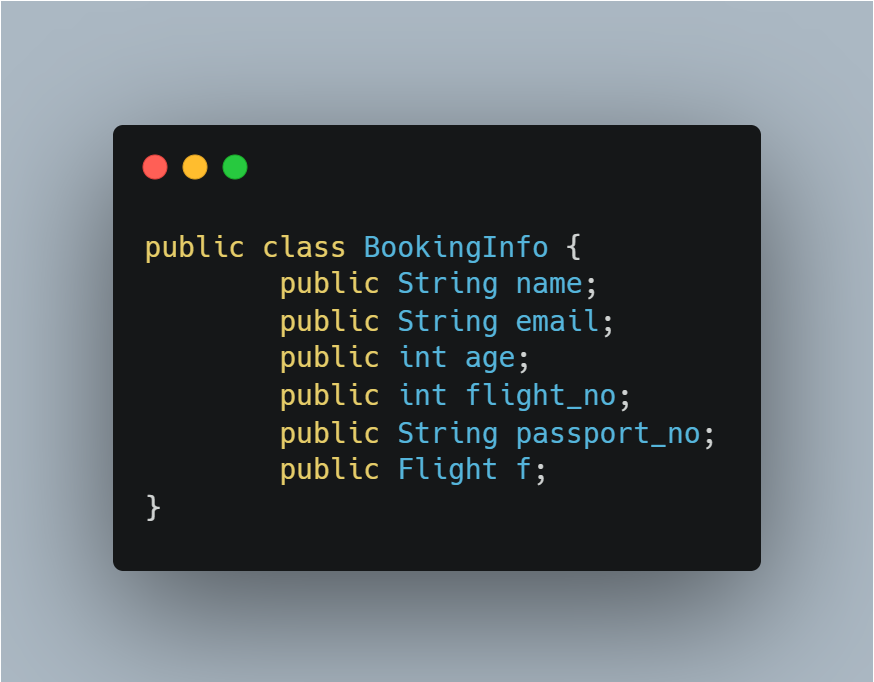 public class BookingInfo {
        public String name;
        public String email;
        public int age;
        public int flight_no;
        public String passport_no;
        public Flight f;
}